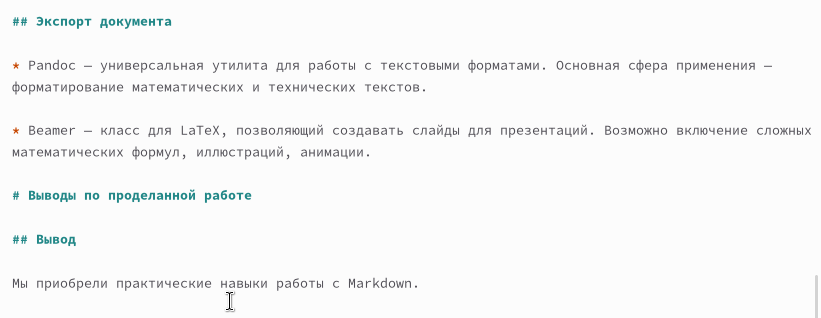 ## Экспорт документа
* Pandoc — универсальная утилита для работы с текстовыми форматами. Основная сфера применения —
форматирование математических и технических текстов.
* Beamer — класс для LaTeX, позволяющий создавать слайды для презентаций. Возможно включение сложных
математических формул, иллюстраций, анимации.
# Выводы по проделанной работе
## Вывод
Мы приобрели практические навыки работы с Markdown.